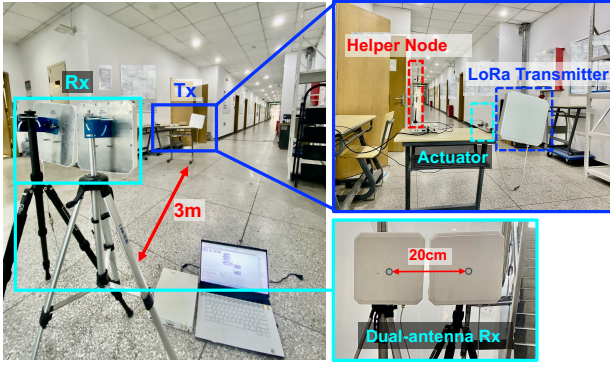 Rx
Tx
3m
Helper Node
LoRa Transmitter
Actuator
20cm
Dual-antenna Rx